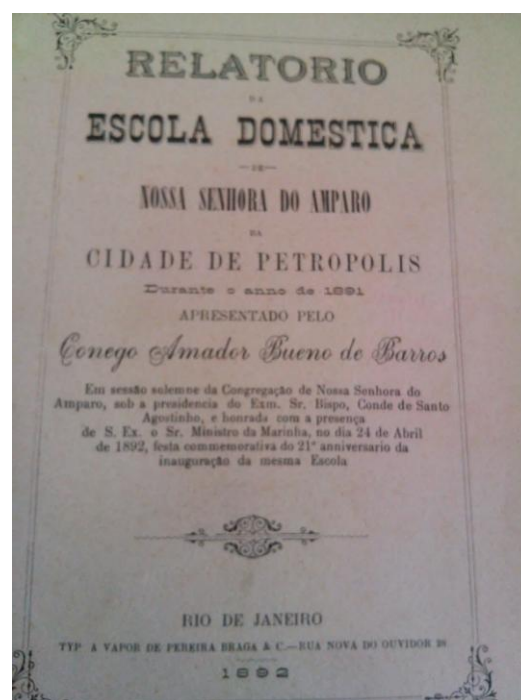 RELATORIO
DA
ESCOLA DOMESTICA
DE
NOSSA SENHORA DO AMPARO
DA
CIDADE DE PETROPOLIS
Durante o anno de 1891
APRESENTADO PELO
Conego Amador Bueno de Barros
Em sessão solemne da Congregação de Nossa Senhora do
Amparo, sob a presidencia do Exm. Sr. Bispo, Conde de Santo
Agostinho, e honrada com a presença
de S. Ex. o Sr. Ministro da Marinha, no dia 24 de Abril
de 1892, festa commemorativa do 21º anniversario da
inauguração da mesma Escola
RIO DE JANEIRO
TYP A VAPOR DE PEREIRA BRAGA & C.—RUA NOVA DO OUVIDOR
1892